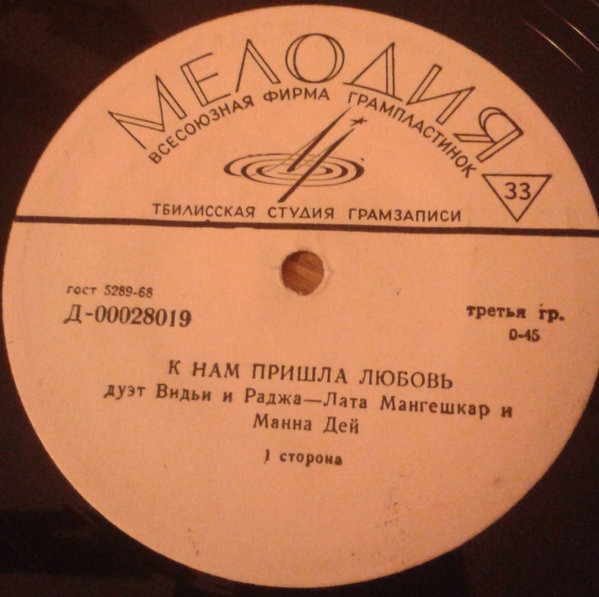 МЕЛОДИЯ
ВСЕСОЮЗНАЯ ФИРМА ГРАМПЛАСТИНОК
33
ТБИЛИССКАЯ СТУДИЯ ГРАМЗАПИСИ
гост 5289-68
Д-00028019
третья гр.
0-45
К НАМ ПРИШЛА ЛЮБОВЬ
дуэт Видьи и Раджа—Лата Мангешкар и
Манна Дей
1 сторона